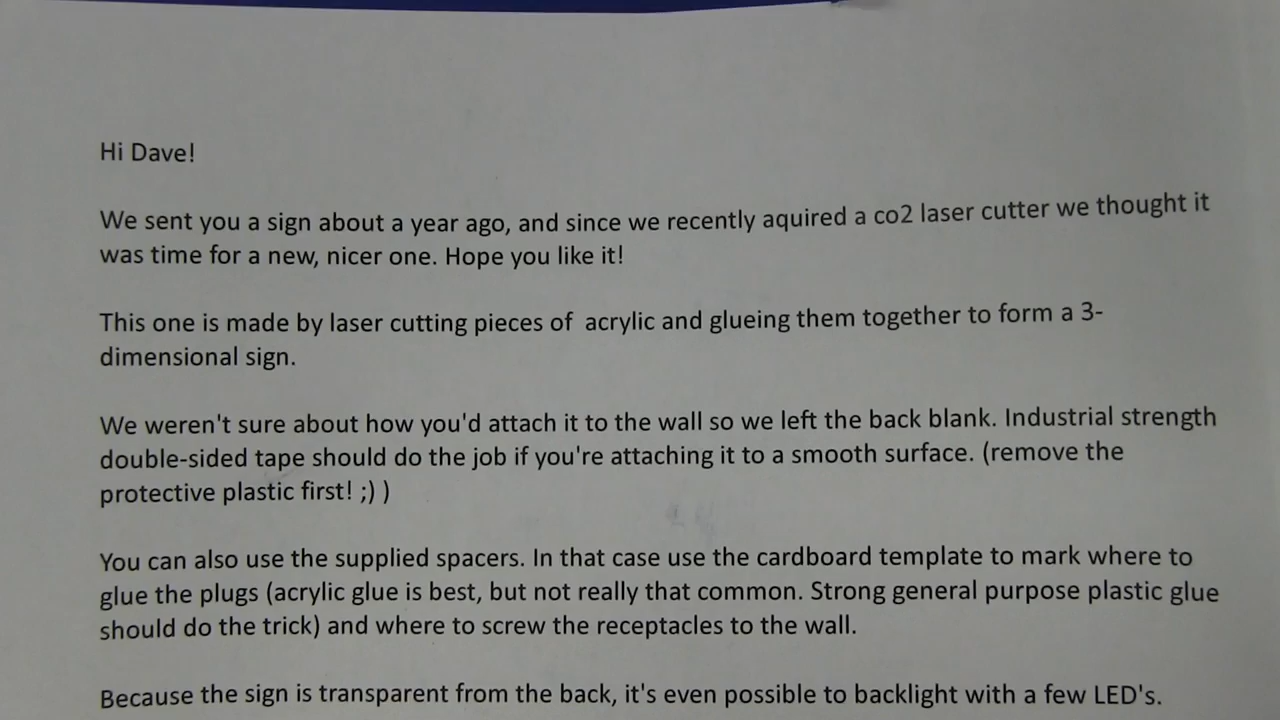 Hi Dave!
We sent you a sign about a year ago, and since we recently aquired a co2 laser cutter we thought it
was time for a new, nicer one. Hope you like it!
This one is made by laser cutting pieces of  acrylic and glueing them together to form a 3-
dimensional sign.
We weren't sure about how you'd attach it to the wall so we left the back blank. Industrial strength
double-sided tape should do the job if you're attaching it to a smooth surface. (remove the
protective plastic first! ;) )
You can also use the supplied spacers. In that case use the cardboard template to mark where to
glue the plugs (acrylic glue is best, but not really that common. Strong general purpose plastic glue
should do the trick) and where to screw the receptacles to the wall.
Because the sign is transparent from the back, it's even possible to backlight with a few LED's.